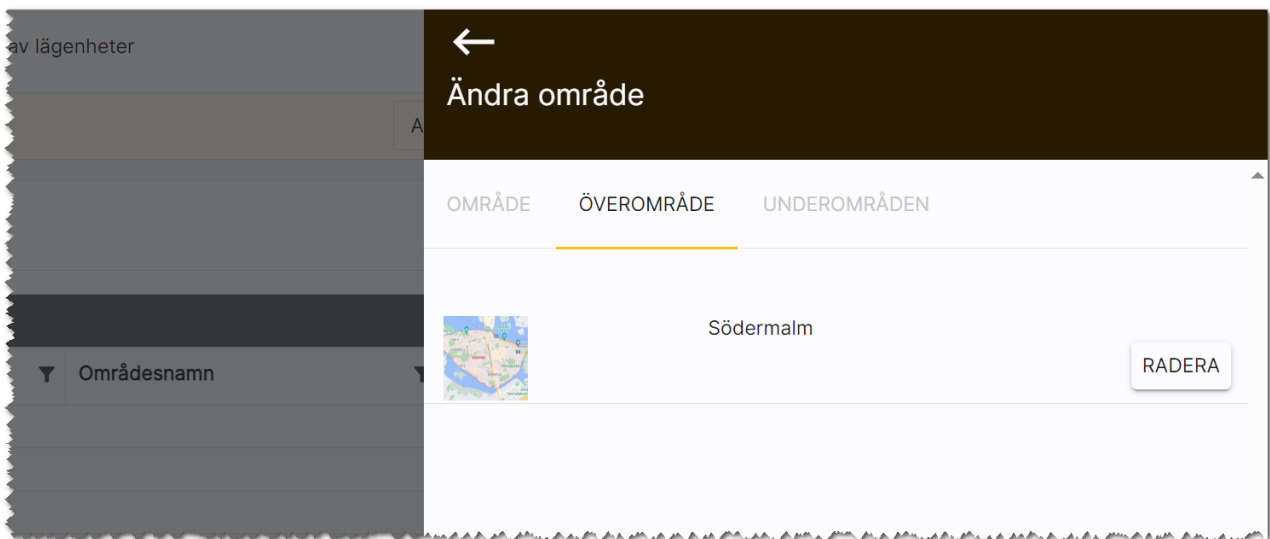 av lägenheter
Ändra område
A
OMRÅDE ÖVEROMRÅDE UNDEROMRÅDEN
Södermalm
RADERA
Områdesnamn